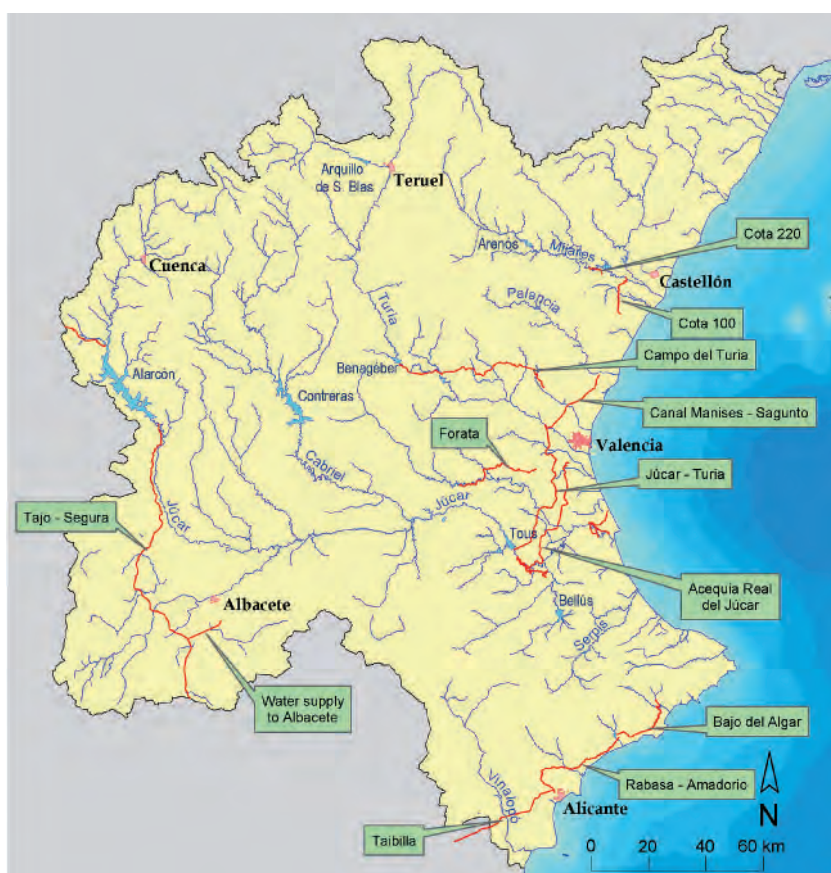 Arquillo
de S. Blas
Teruel
Cuenca
Arenós
Mijares
Cota 220
Castellón
Palancia
Cota 100
Turia
Alarcón
Benagéber
Campo del Turia
Contreras
Canal Manises - Sagunto
Forata
Valencia
Cabriel
Júcar
Júcar - Turia
Tajo - Segura
Júcar
Tous
Acequia Real
del Júcar
Albacete
Bellús
Serpis
Water supply
to Albacete
Bajo del Algar
Rabasa - Amadorio
Vinalopó
Alicante
N
Taibilla
0 20 40 60 km